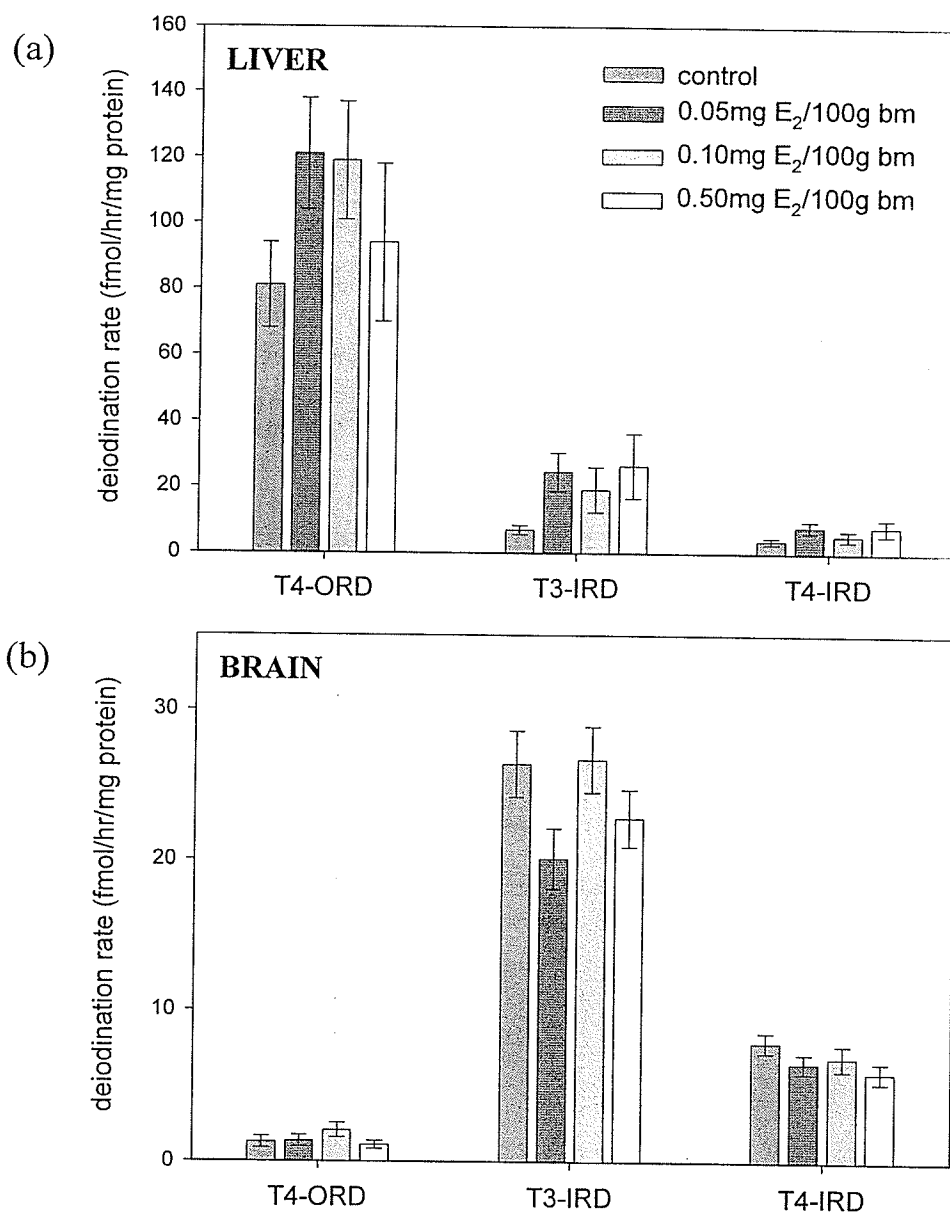 (a)
LIVER
control
0.05mg E₂/100g bm
0.10mg E₂/100g bm
0.50mg E₂/100g bm
deiodination rate (fmol/hr/mg protein)
160
140
120
100
80
60
40
20
0
T4-ORD
T3-IRD
T4-IRD
(b)
BRAIN
deiodination rate (fmol/hr/mg protein)
30
20
10
0
T4-ORD
T3-IRD
T4-IRD